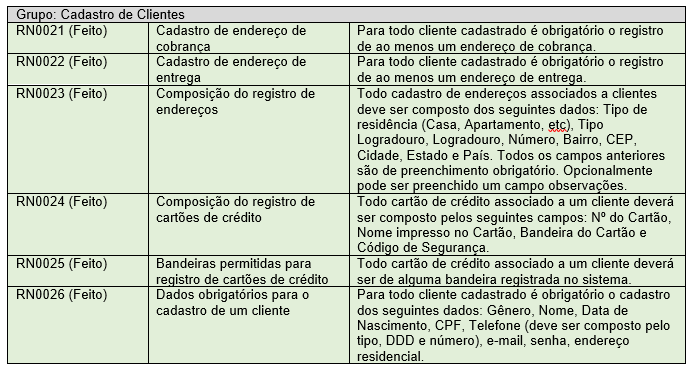 Grupo: Cadastro de Clientes
RN0021 (Feito)
Cadastro de endereço de
cobrança
Para todo cliente cadastrado é obrigatório o registro
de ao menos um endereço de cobrança.
RN0022 (Feito)
Cadastro de endereço de
entrega
Para todo cliente cadastrado é obrigatório o registro
de ao menos um endereço de entrega.
RN0023 (Feito)
Composição do registro de
endereços
Todo cadastro de endereços associados a clientes
deve ser composto dos seguintes dados: Tipo de
residência (Casa, Apartamento, etc), Tipo
Logradouro, Logradouro, Número, Bairro, CEP,
Cidade, Estado e País. Todos os campos anteriores
são de preenchimento obrigatório. Opcionalmente
pode ser preenchido um campo observações.
RN0024 (Feito)
Composição do registro de
cartões de crédito
Todo cartão de crédito associado a um cliente deverá
ser composto pelos seguintes campos: Nº do Cartão,
Nome impresso no Cartão, Bandeira do Cartão e
Código de Segurança.
RN0025 (Feito)
Bandeiras permitidas para
registro de cartões de crédito
Todo cartão de crédito associado a um cliente deverá
ser de alguma bandeira registrada no sistema.
RN0026 (Feito)
Dados obrigatórios para o
cadastro de um cliente
Para todo cliente cadastrado é obrigatório o cadastro
dos seguintes dados: Gênero, Nome, Data de
Nascimento, CPF, Telefone (deve ser composto pelo
tipo, DDD e número), e-mail, senha, endereço
residencial.